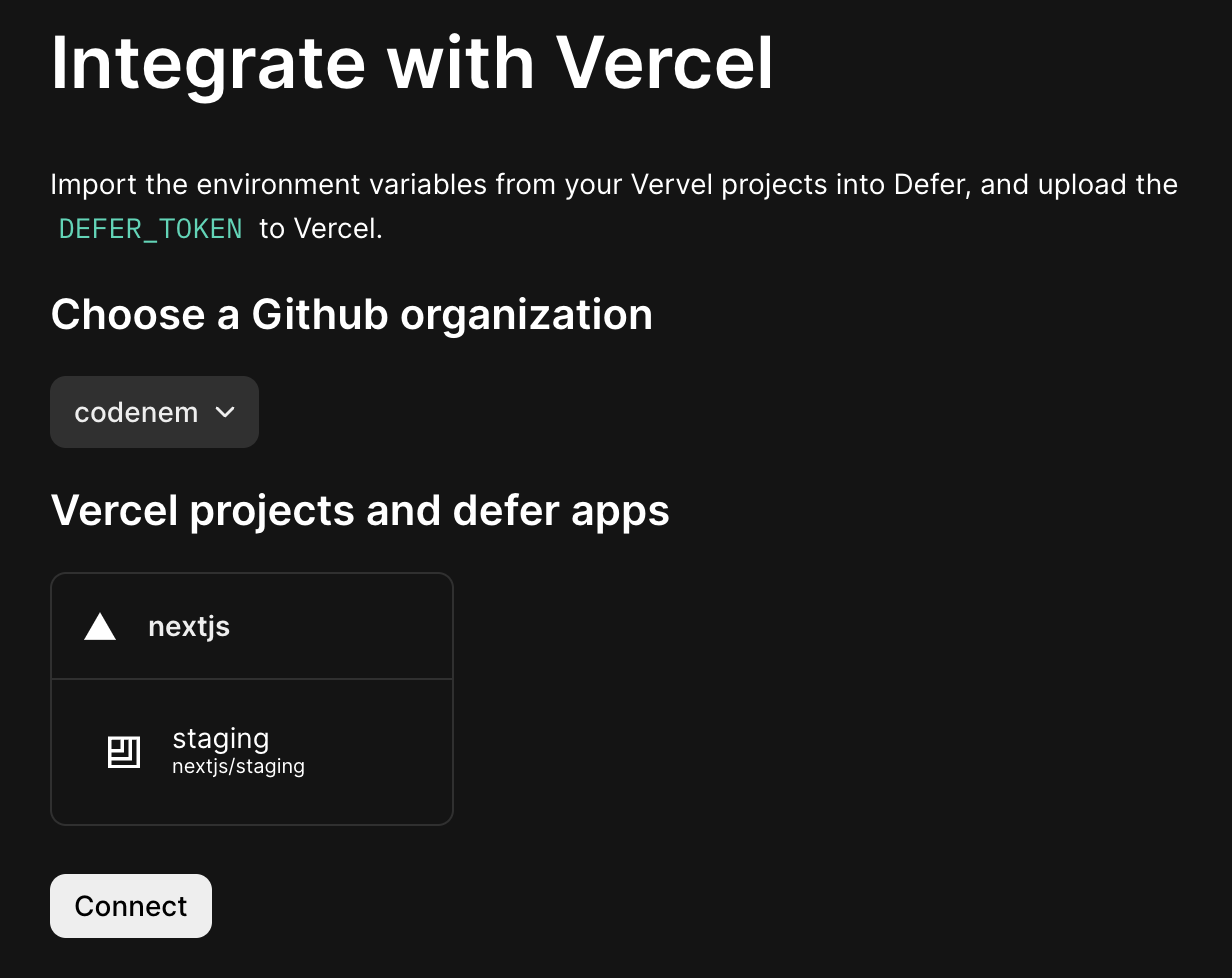 Integrate with Vercel
Import the environment variables from your Vervel projects into Defer, and upload the
DEFER_TOKEN to Vercel.
Choose a Github organization
codenem
Vercel projects and defer apps
nextjs
staging
nextjs/staging
Connect